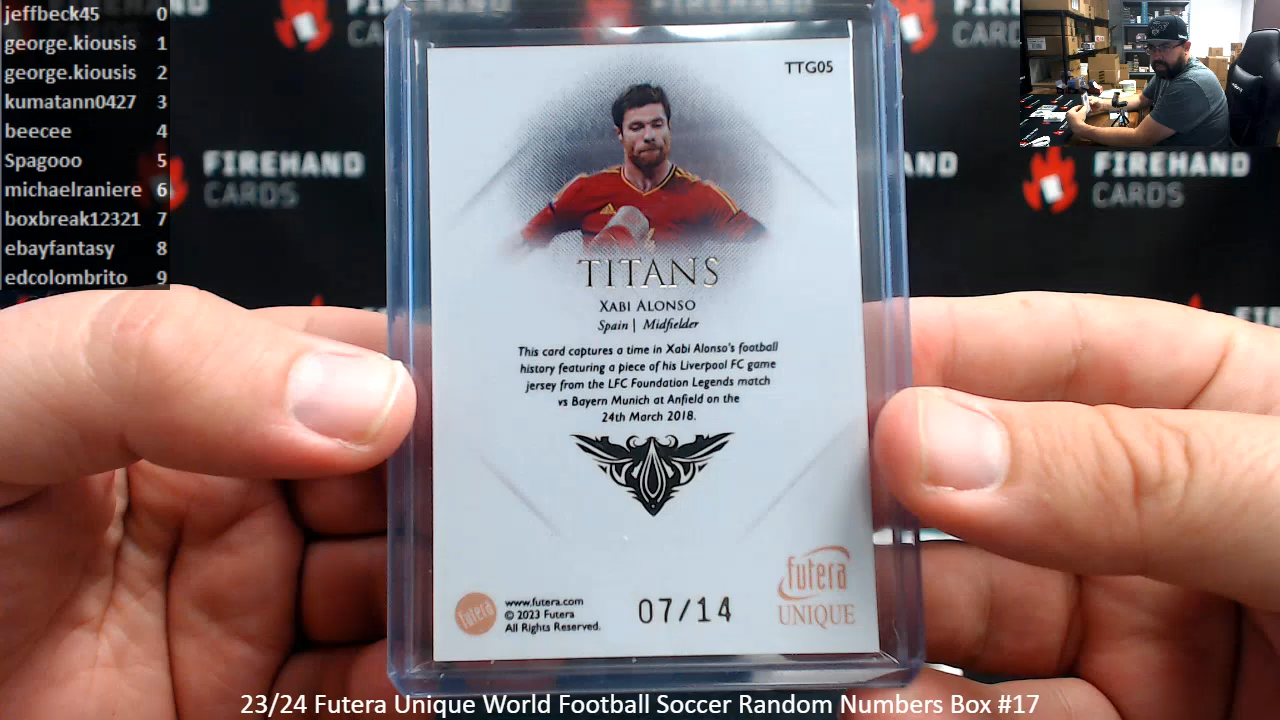 jeffbeck45 0
george.kiousis 1
george.kiousis 2
kumatann0427 3
beecee 4
Spagooo 5
michaelraniere 6
boxbreak12321 7
ebayfantasy 8
edcolombrito 9
FIREHAND
CARDS
FIREHAND
CARDS
TTG05
TITANS
XABI ALONSO
Spain | Midfielder
This card captures a time in Xabi Alonso's football
history featuring a piece of his Liverpool FC game
jersey from the LFC Foundation Legends match
vs Bayern Munich at Anfield on the
24th March 2018.
futera
www.futera.com
© 2023 Futera
All Rights Reserved.
07/14
futera
UNIQUE
23/24 Futera Unique World Football Soccer Random Numbers Box #17